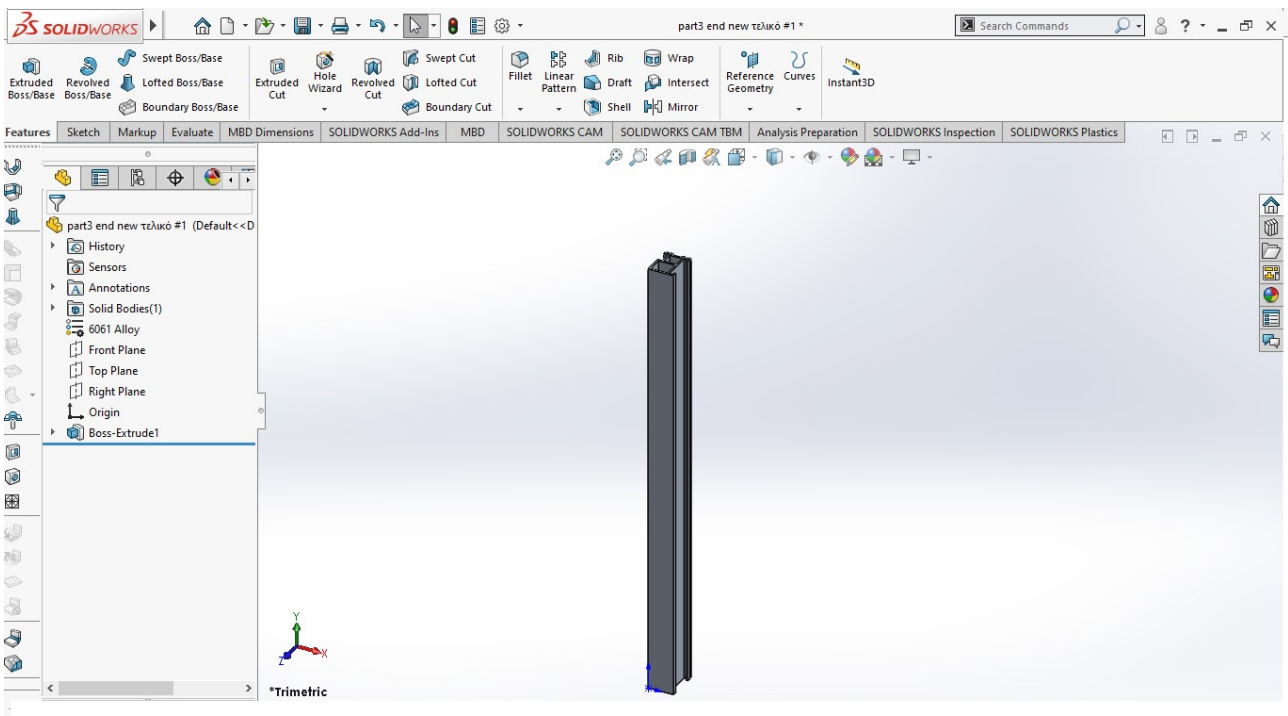 SOLIDWORKS
part3 end new τελικό #1 *
Search Commands
?
Extruded Boss/Base
Revolved Boss/Base
Swept Boss/Base
Lofted Boss/Base
Boundary Boss/Base
Extruded Cut
Hole Wizard
Revolved Cut
Swept Cut
Lofted Cut
Boundary Cut
Fillet
Linear Pattern
Rib
Draft
Shell
Wrap
Intersect
Mirror
Reference Geometry
Curves
Instant3D
Features
Sketch
Markup
Evaluate
MBD Dimensions
SOLIDWORKS Add-Ins
MBD
SOLIDWORKS CAM
SOLIDWORKS CAM TBM
Analysis Preparation
SOLIDWORKS Inspection
SOLIDWORKS Plastics
part3 end new τελικό #1 (Default<<D
History
Sensors
A Annotations
Solid Bodies(1)
6061 Alloy
Front Plane
Top Plane
Right Plane
Origin
Boss-Extrude1
Y
X
Z
*Trimetric